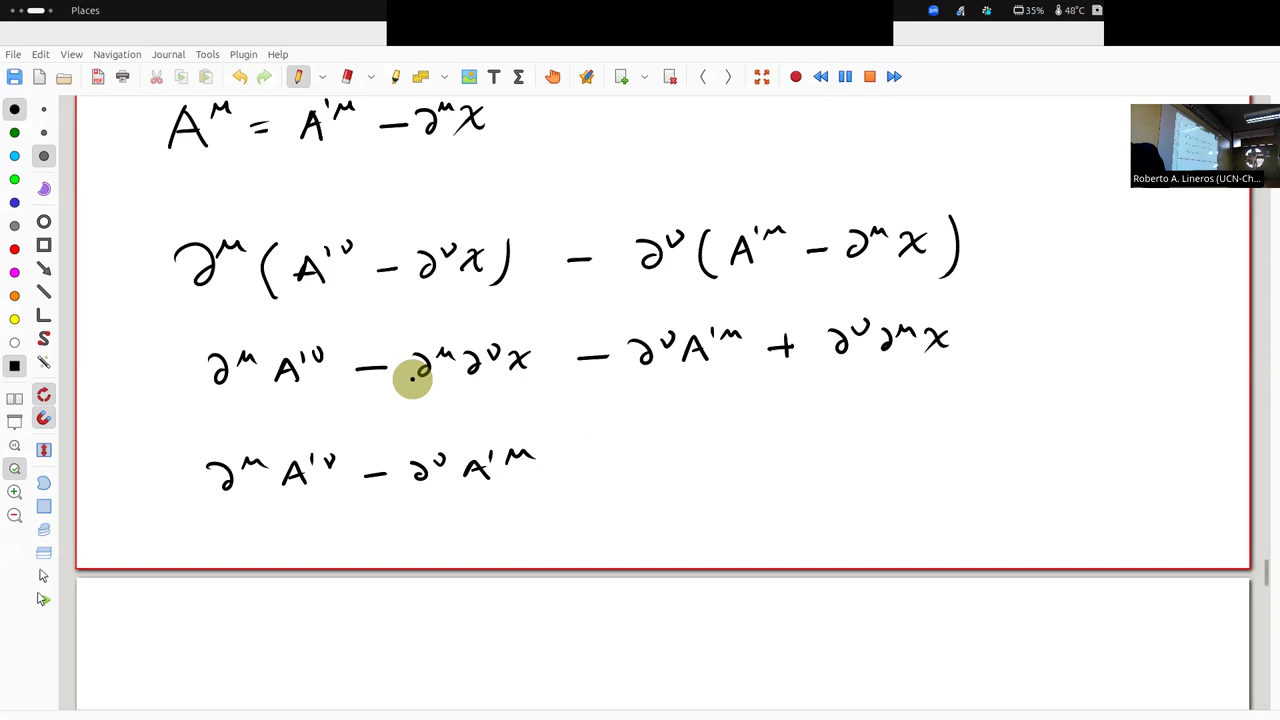 Places
35%
48°C
File Edit View Navigation Journal Tools Plugin Help
A^μ = A'^μ − ∂^μ χ
Roberto A. Lineros (UCN-Ch...
∂^μ (A'^ν − ∂^ν χ) − ∂^ν (A'^μ − ∂^μ χ)
∂^μ A'^ν − ∂^μ ∂^ν χ − ∂^ν A'^μ + ∂^ν ∂^μ χ
∂^μ A'^ν − ∂^ν A'^μ